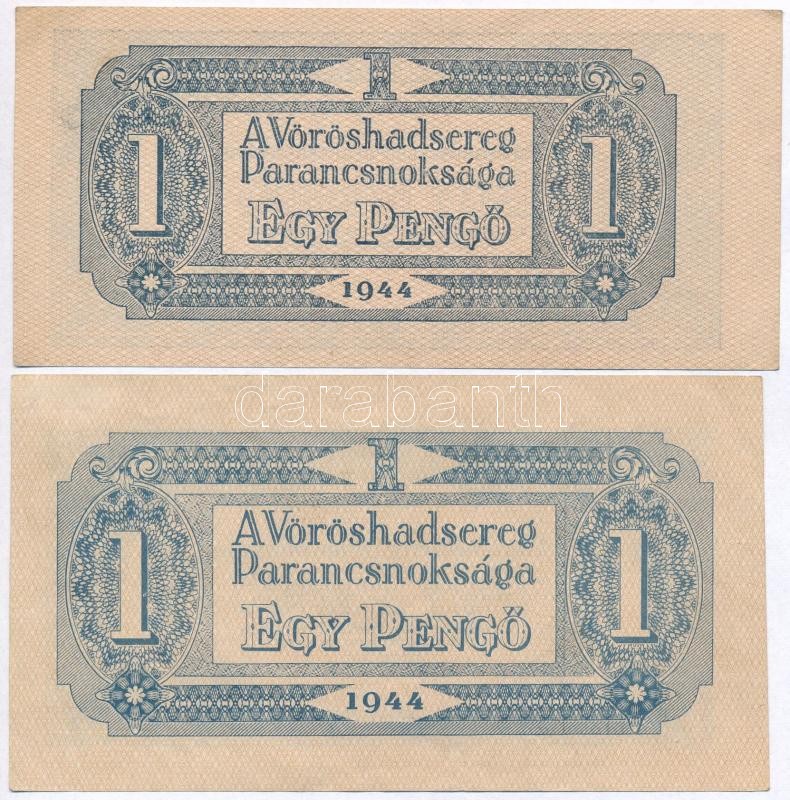 1
A Vöröshadsereg
Parancsnoksága
1 EGY PENGŐ 1
1944
darabanth
1
A Vöröshadsereg
Parancsnoksága
1 EGY PENGŐ 1
1944